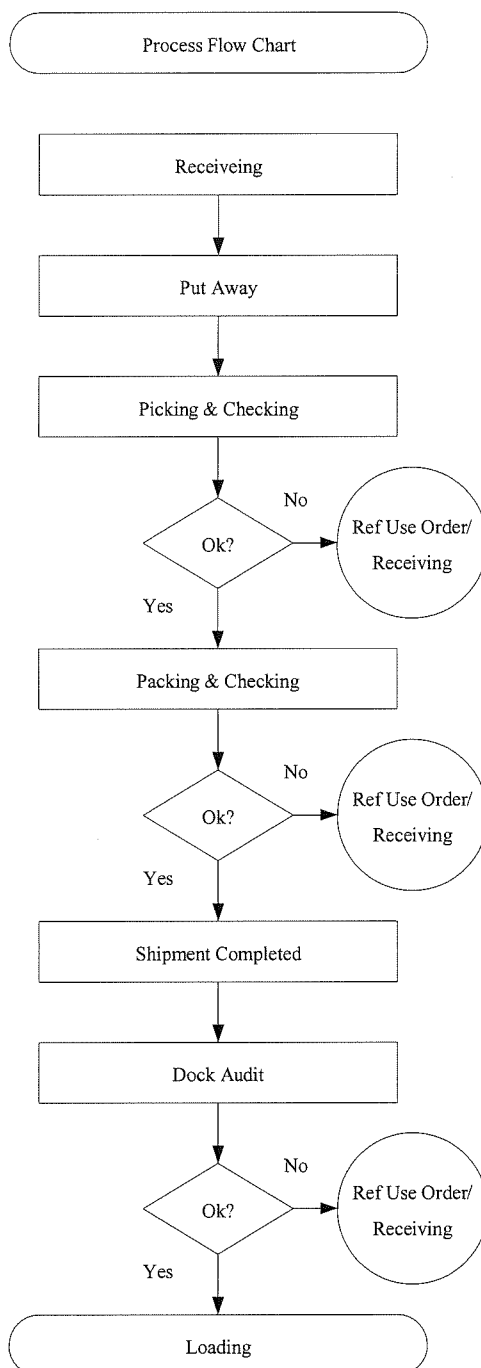 Process Flow Chart
Receiveing
Put Away
Picking & Checking
No
Ok?
Ref Use Order/
Receiving
Yes
Packing & Checking
No
Ok?
Ref Use Order/
Receiving
Yes
Shipment Completed
Dock Audit
No
Ok?
Ref Use Order/
Receiving
Yes
Loading